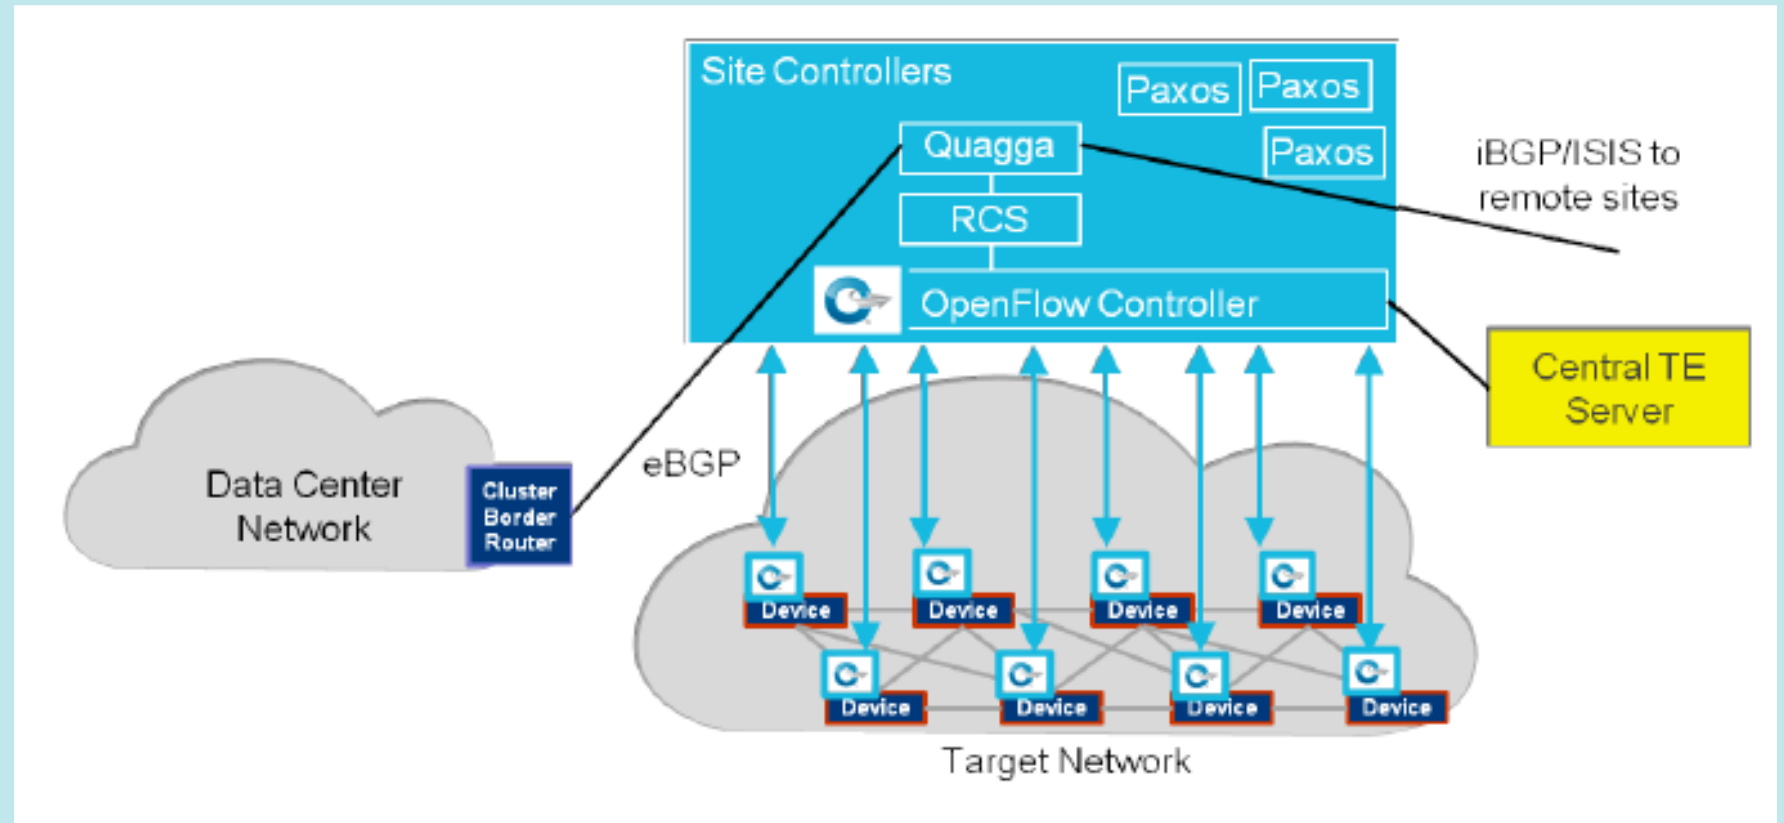 Site Controllers
Paxos
Paxos
Paxos
Quagga
RCS
OpenFlow Controller
iBGP/ISIS to
remote sites
Central TE
Server
eBGP
Data Center
Network
Cluster
Border
Router
Device
Device
Device
Device
Device
Device
Device
Device
Target Network